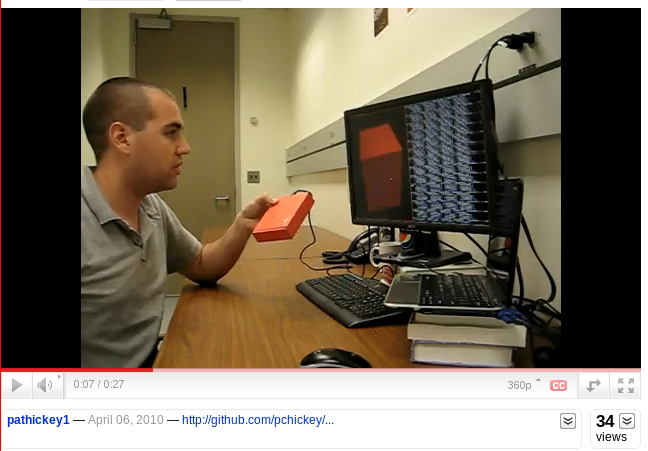 0:07 / 0:27
360p
CC
pathickey1 — April 06, 2010 — http://github.com/pchickey/...
34
views